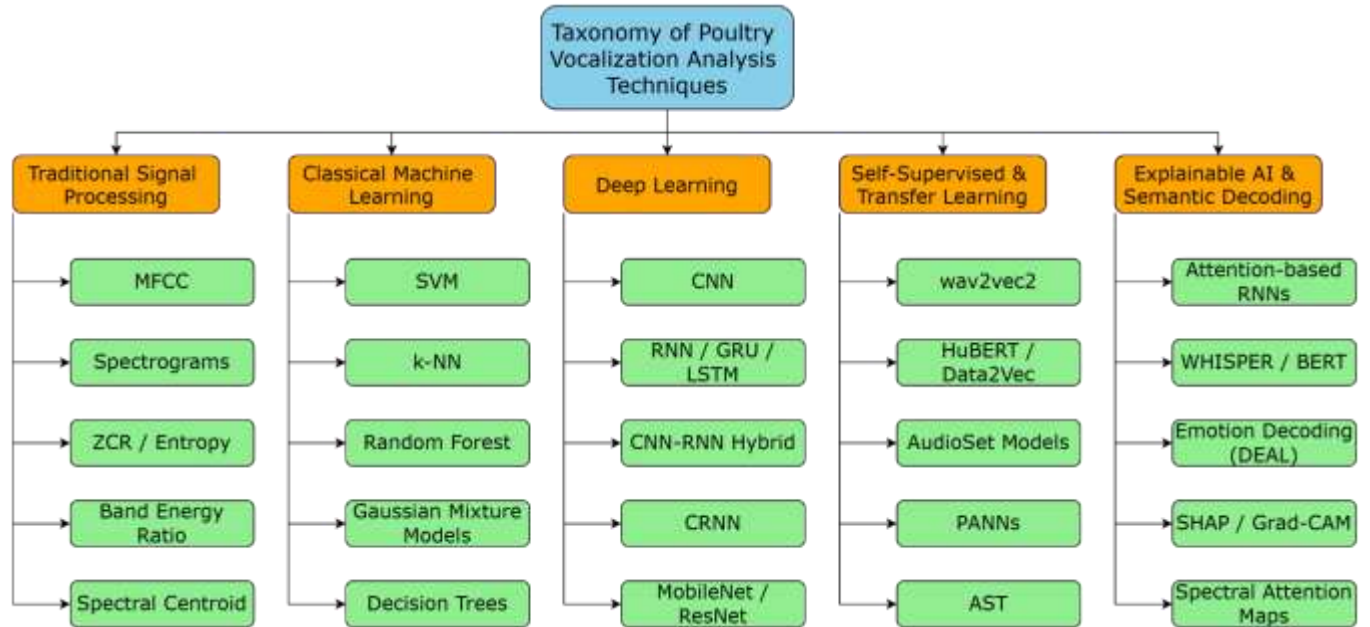 Taxonomy of Poultry
Vocalization Analysis
Techniques
Traditional Signal
Processing
MFCC
Spectrograms
ZCR / Entropy
Band Energy
Ratio
Spectral Centroid
Classical Machine
Learning
SVM
k-NN
Random Forest
Gaussian Mixture
Models
Decision Trees
Deep Learning
CNN
RNN / GRU /
LSTM
CNN-RNN Hybrid
CRNN
MobileNet /
ResNet
Self-Supervised &
Transfer Learning
wav2vec2
HuBERT /
Data2Vec
AudioSet Models
PANNs
AST
Explainable AI &
Semantic Decoding
Attention-based
RNNs
WHISPER / BERT
Emotion Decoding
(DEAL)
SHAP / Grad-CAM
Spectral Attention
Maps